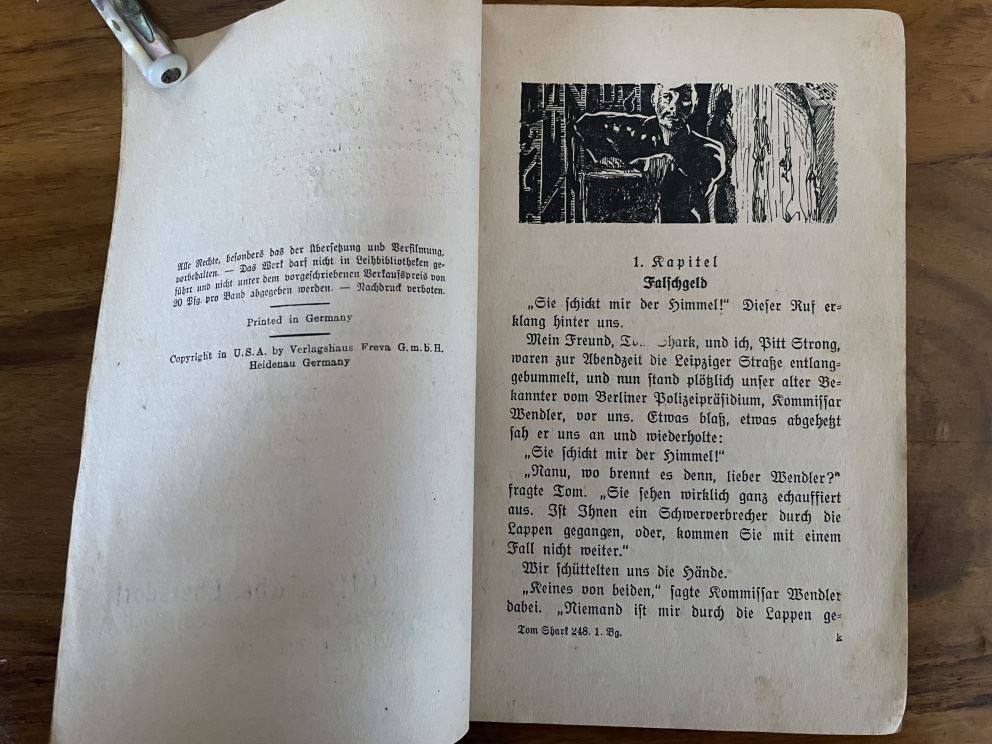 Alle Rechte, besonders das der Übersetzung und Verfilmung,
vorbehalten. — Das Werk darf nicht in Leihbibliotheken ge-
führt und nicht unter dem vorgeschriebenen Verkaufspreis von
20 Pfg. pro Band abgegeben werden. — Nachdruck verboten.
Printed in Germany
Copyright in U.S.A. by Verlagshaus Freva G.m.b.H.
Heidenau Germany
1. Kapitel
Falschgeld
„Sie schickt mir der Himmel!“ Dieser Ruf er-
klang hinter uns.
Mein Freund, Tom Shark, und ich, Pitt Strong,
waren zur Abendzeit die Leipziger Straße entlang-
gebummelt, und nun stand plötzlich unser alter Be-
kannter vom Berliner Polizeipräsidium, Kommissar
Wendler, vor uns. Etwas blaß, etwas abgehetzt
sah er uns an und wiederholte:
„Sie schickt mir der Himmel!“
„Nanu, wo brennt es denn, lieber Wendler?“
fragte Tom. „Sie sehen wirklich ganz echauffiert
aus. Ist Ihnen ein Schwerverbrecher durch die
Lappen gegangen, oder, kommen Sie mit einem
Fall nicht weiter.“
Wir schüttelten uns die Hände.
„Keines von beiden,“ sagte Kommissar Wendler
dabei. „Niemand ist mir durch die Lappen ge-
Tom Shark 248. 1. Bg.
k